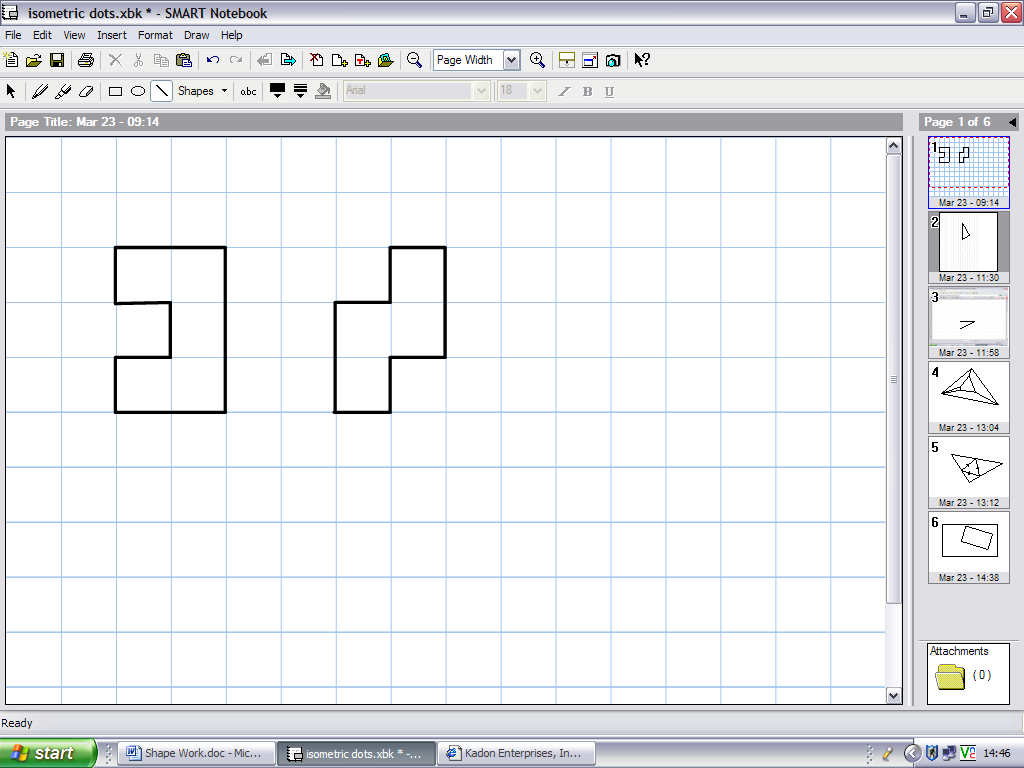 isometric dots.xbk * - SMART Notebook
File Edit View Insert Format Draw Help
Page Width
Shapes abc Arial 18 I B U
Page Title: Mar 23 - 09:14
Page 1 of 6
1
Mar 23 - 09:14
2
Mar 23 - 11:30
3
Mar 23 - 11:58
4
Mar 23 - 13:04
5
Mar 23 - 13:12
6
Mar 23 - 14:38
Attachments
(0)
Ready
start Shape Work.doc - Mic... isometric dots.xbk * -... Kadon Enterprises, In... 14:46